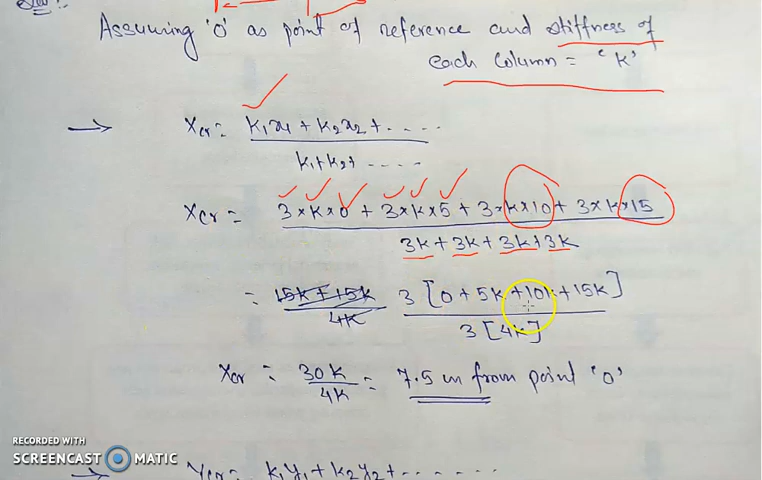 Assuming 'O' as point of reference and stiffness of
each column = 'K'
→ Xcr = K1x1 + K2x2 + .....
K1+K2+ .....
Xcr = 3×K×0 + 3×K×5 + 3×K×10 + 3×K×15
3K + 3K + 3K + 3K
= 15K + 15K 3 [0 + 5K + 10K + 15K]
4K 3 [4K]
Xcr = 30K = 7.5 m from point 'O'
4K
→ Ycr = K1y1 + K2y2 + ......
RECORDED WITH
SCREENCAST MATIC